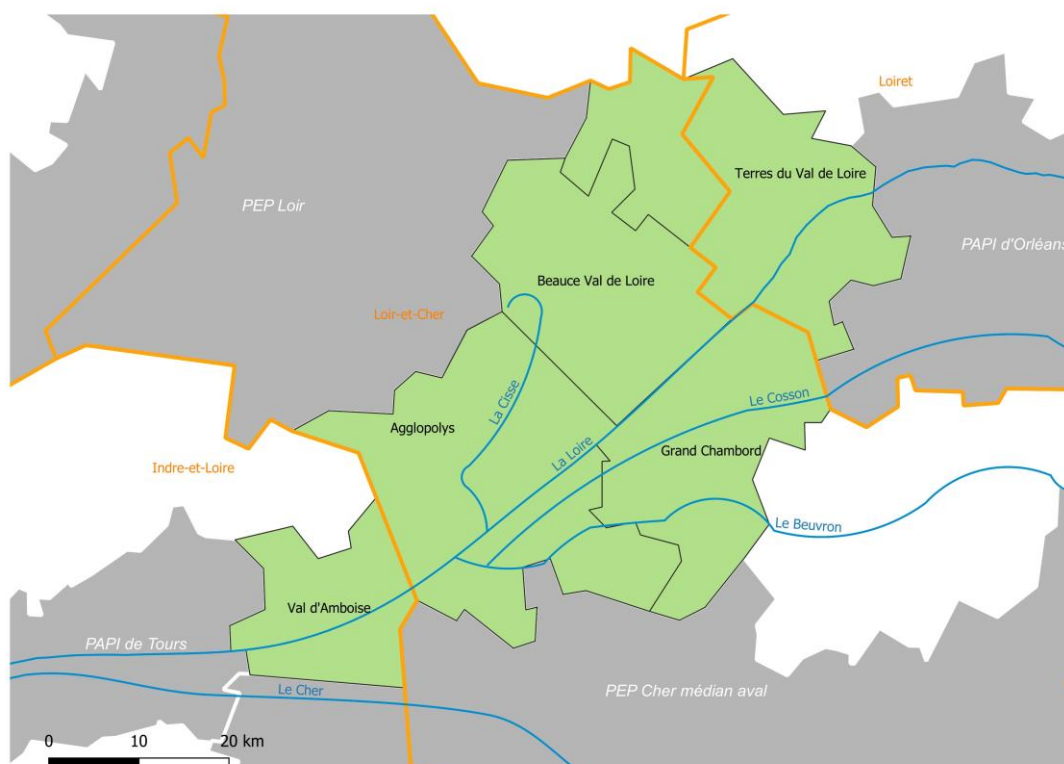 Loiret
Terres du Val de Loire
PEP Loir
PAPI d'Orléans
Beauce Val de Loire
Loir-et-Cher
La Cisse
Le Cosson
Agglopolys
La Loire
Grand Chambord
Indre-et-Loire
Le Beuvron
Val d'Amboise
PAPI de Tours
Le Cher
PEP Cher médian aval
0 10 20 km